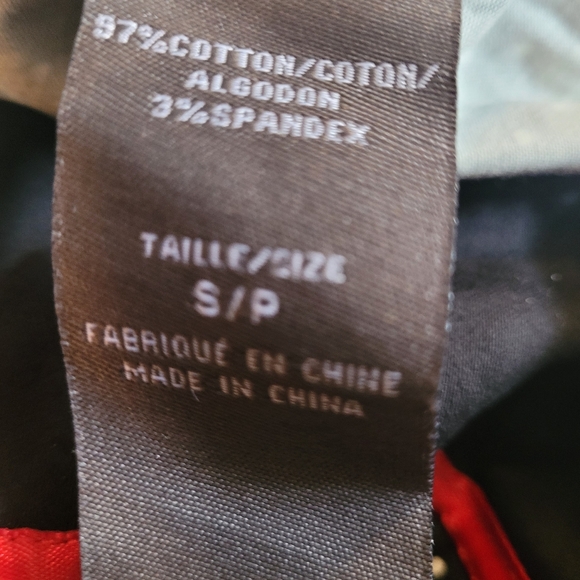 97%COTTON/COTON/
ALGODON
3%SPANDEX
TAILLE/SIZE
S/P
FABRIQUÉ EN CHINE
MADE IN CHINA